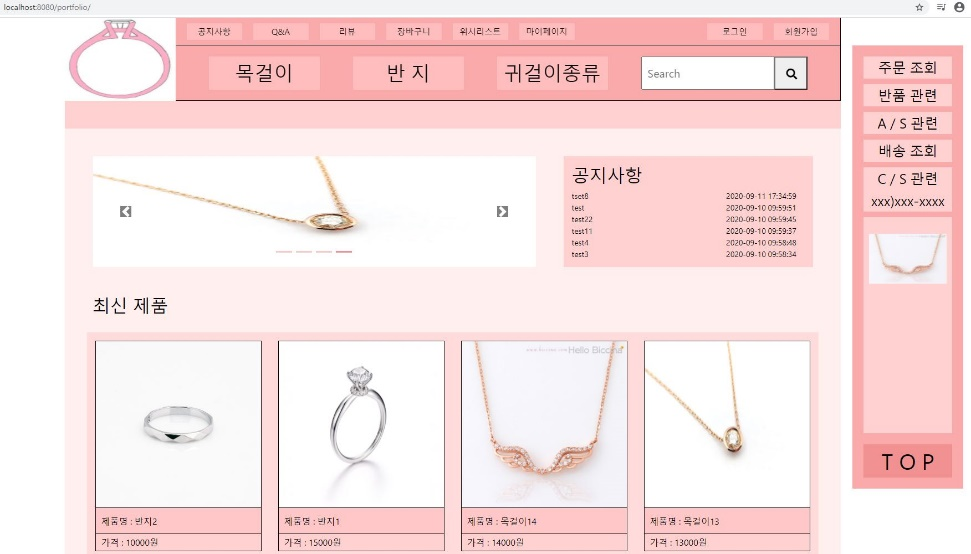 localhost:8080/portfolio/
공지사항 Q&A 리뷰 장바구니 위시리스트 마이페이지 로그인 회원가입
목걸이 반 지 귀걸이종류 Search
주문 조회
반품 관련
A / S 관련
배송 조회
C / S 관련
xxx)xxx-xxxx
T O P
공지사항
tset8 2020-09-11 17:34:59
test 2020-09-10 09:59:51
test22 2020-09-10 09:59:45
test11 2020-09-10 09:59:37
test4 2020-09-10 09:58:48
test3 2020-09-10 09:58:34
최신 제품
Hello Biccina
제품명 : 반지2 제품명 : 반지1 제품명 : 목걸이14 제품명 : 목걸이13
가격 : 10000원 가격 : 15000원 가격 : 14000원 가격 : 13000원